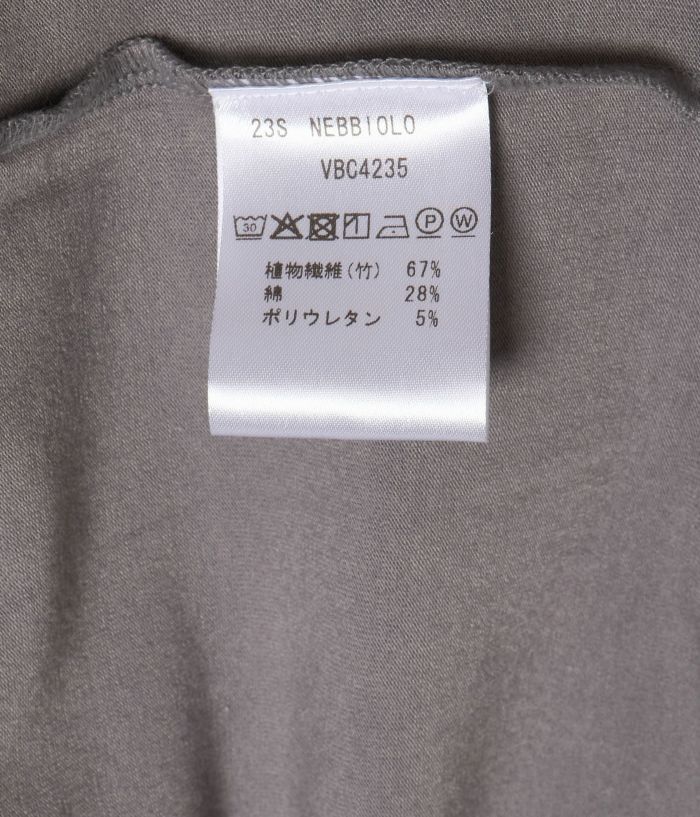 23S NEBBIOLO
VBC4235
30 P W
植物繊維(竹) 67%
綿 28%
ポリウレタン 5%